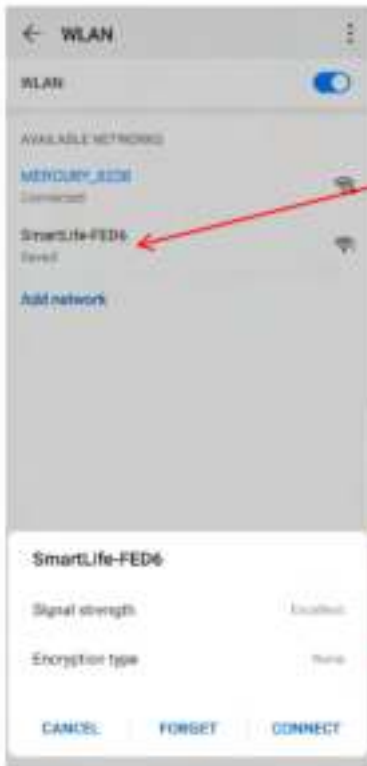 ← WLAN
WLAN
AVAILABLE NETWORKS
Connected
SmartLife-FED6
Saved
Add network
SmartLife-FED6
Signal strength Excellent
Encryption type None
CANCEL FORGET CONNECT